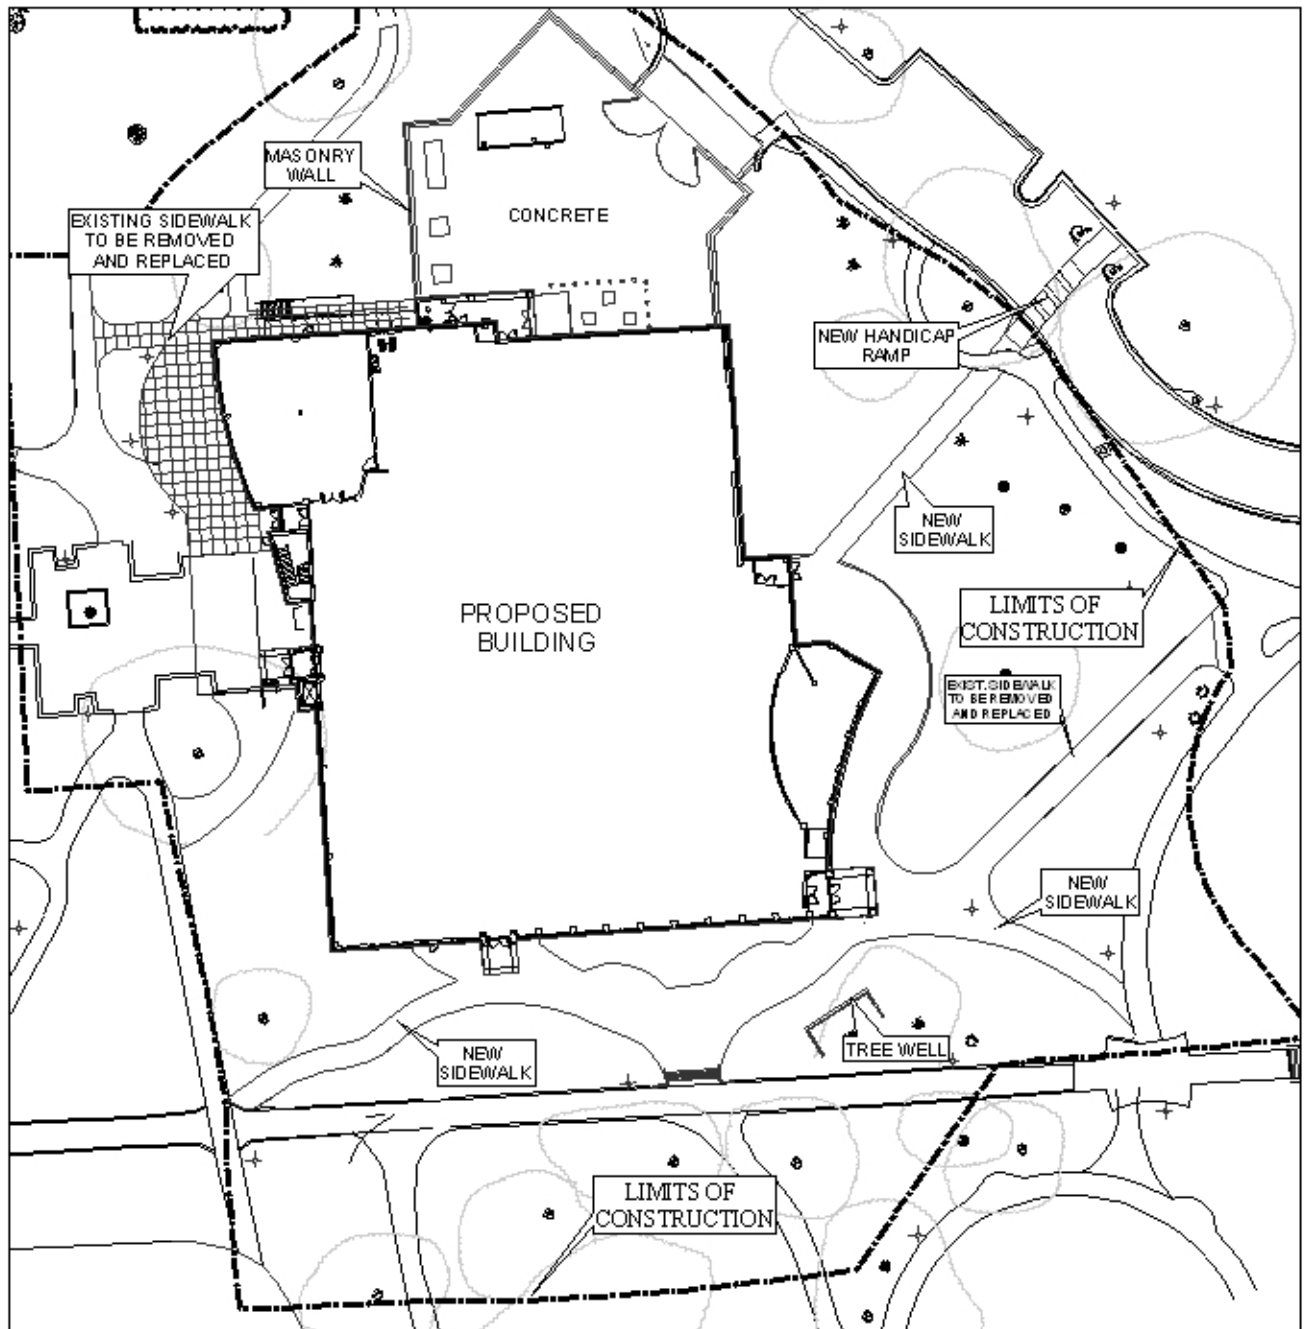 MASONRY
WALL
EXISTING SIDEWALK
TO BE REMOVED
AND REPLACED
CONCRETE
NEW HANDICAP
RAMP
NEW
SIDEWALK
LIMITS OF
CONSTRUCTION
PROPOSED
BUILDING
EXIST. SIDEWALK
TO BE REMOVED
AND REPLACED
NEW
SIDEWALK
TREE WELL
NEW
SIDEWALK
LIMITS OF
CONSTRUCTION